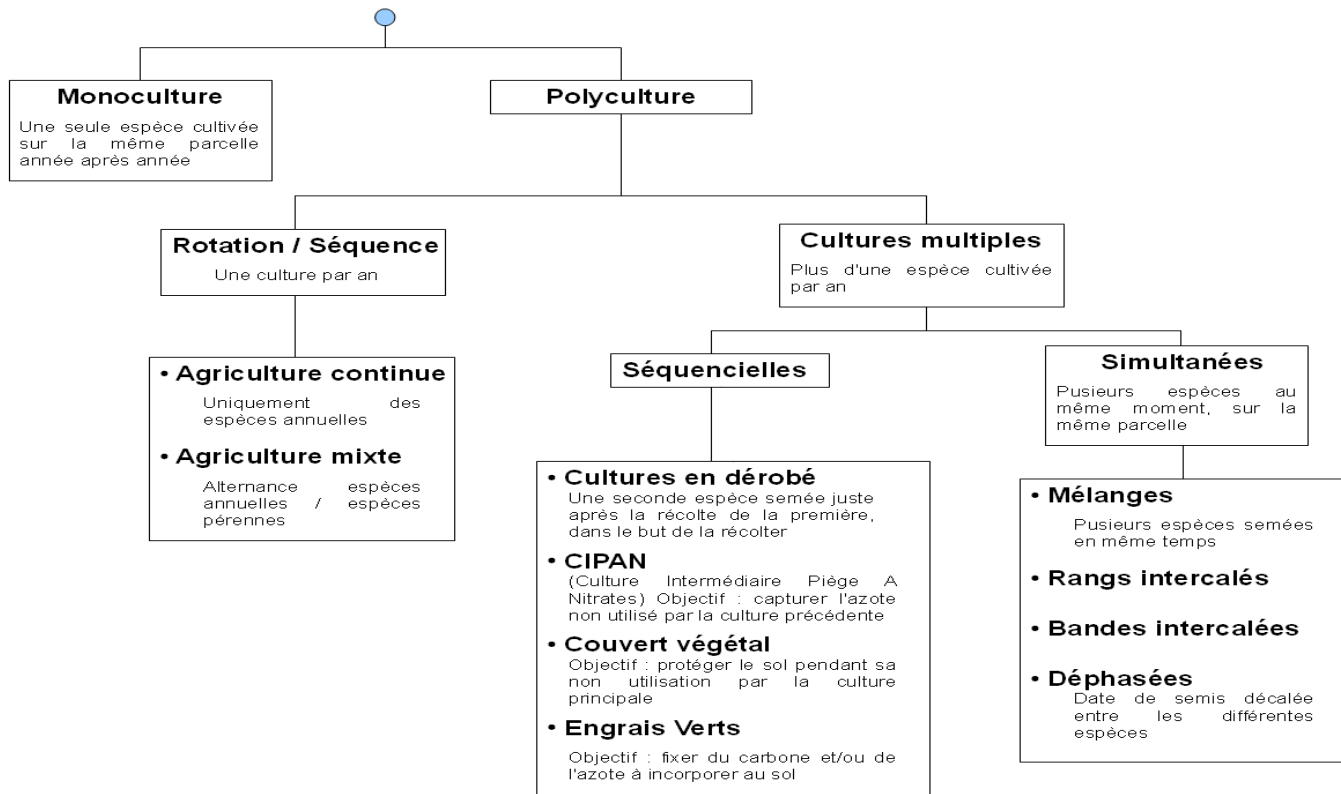 Monoculture
Une seule espèce cultivée
sur la même parcelle
année après année
Polyculture
Rotation / Séquence
Une culture par an
Cultures multiples
Plus d'une espèce cultivée
par an
• Agriculture continue
Uniquement des
espèces annuelles
• Agriculture mixte
Alternance espèces
annuelles / espèces
pérennes
Séquencielles
Simultanées
Pusieurs espèces au
même moment, sur la
même parcelle
• Cultures en dérobé
Une seconde espèce semée juste
après la récolte de la première,
dans le but de la récolter
• CIPAN
(Culture Intermédiaire Piège A
Nitrates) Objectif : capturer l'azote
non utilisé par la culture précédente
• Couvert végétal
Objectif : protéger le sol pendant sa
non utilisation par la culture
principale
• Engrais Verts
Objectif : fixer du carbone et/ou de
l'azote à incorporer au sol
• Mélanges
Pusieurs espèces semées
en même temps
• Rangs intercalés
• Bandes intercalées
• Déphasées
Date de semis décalée
entre les différentes
espèces